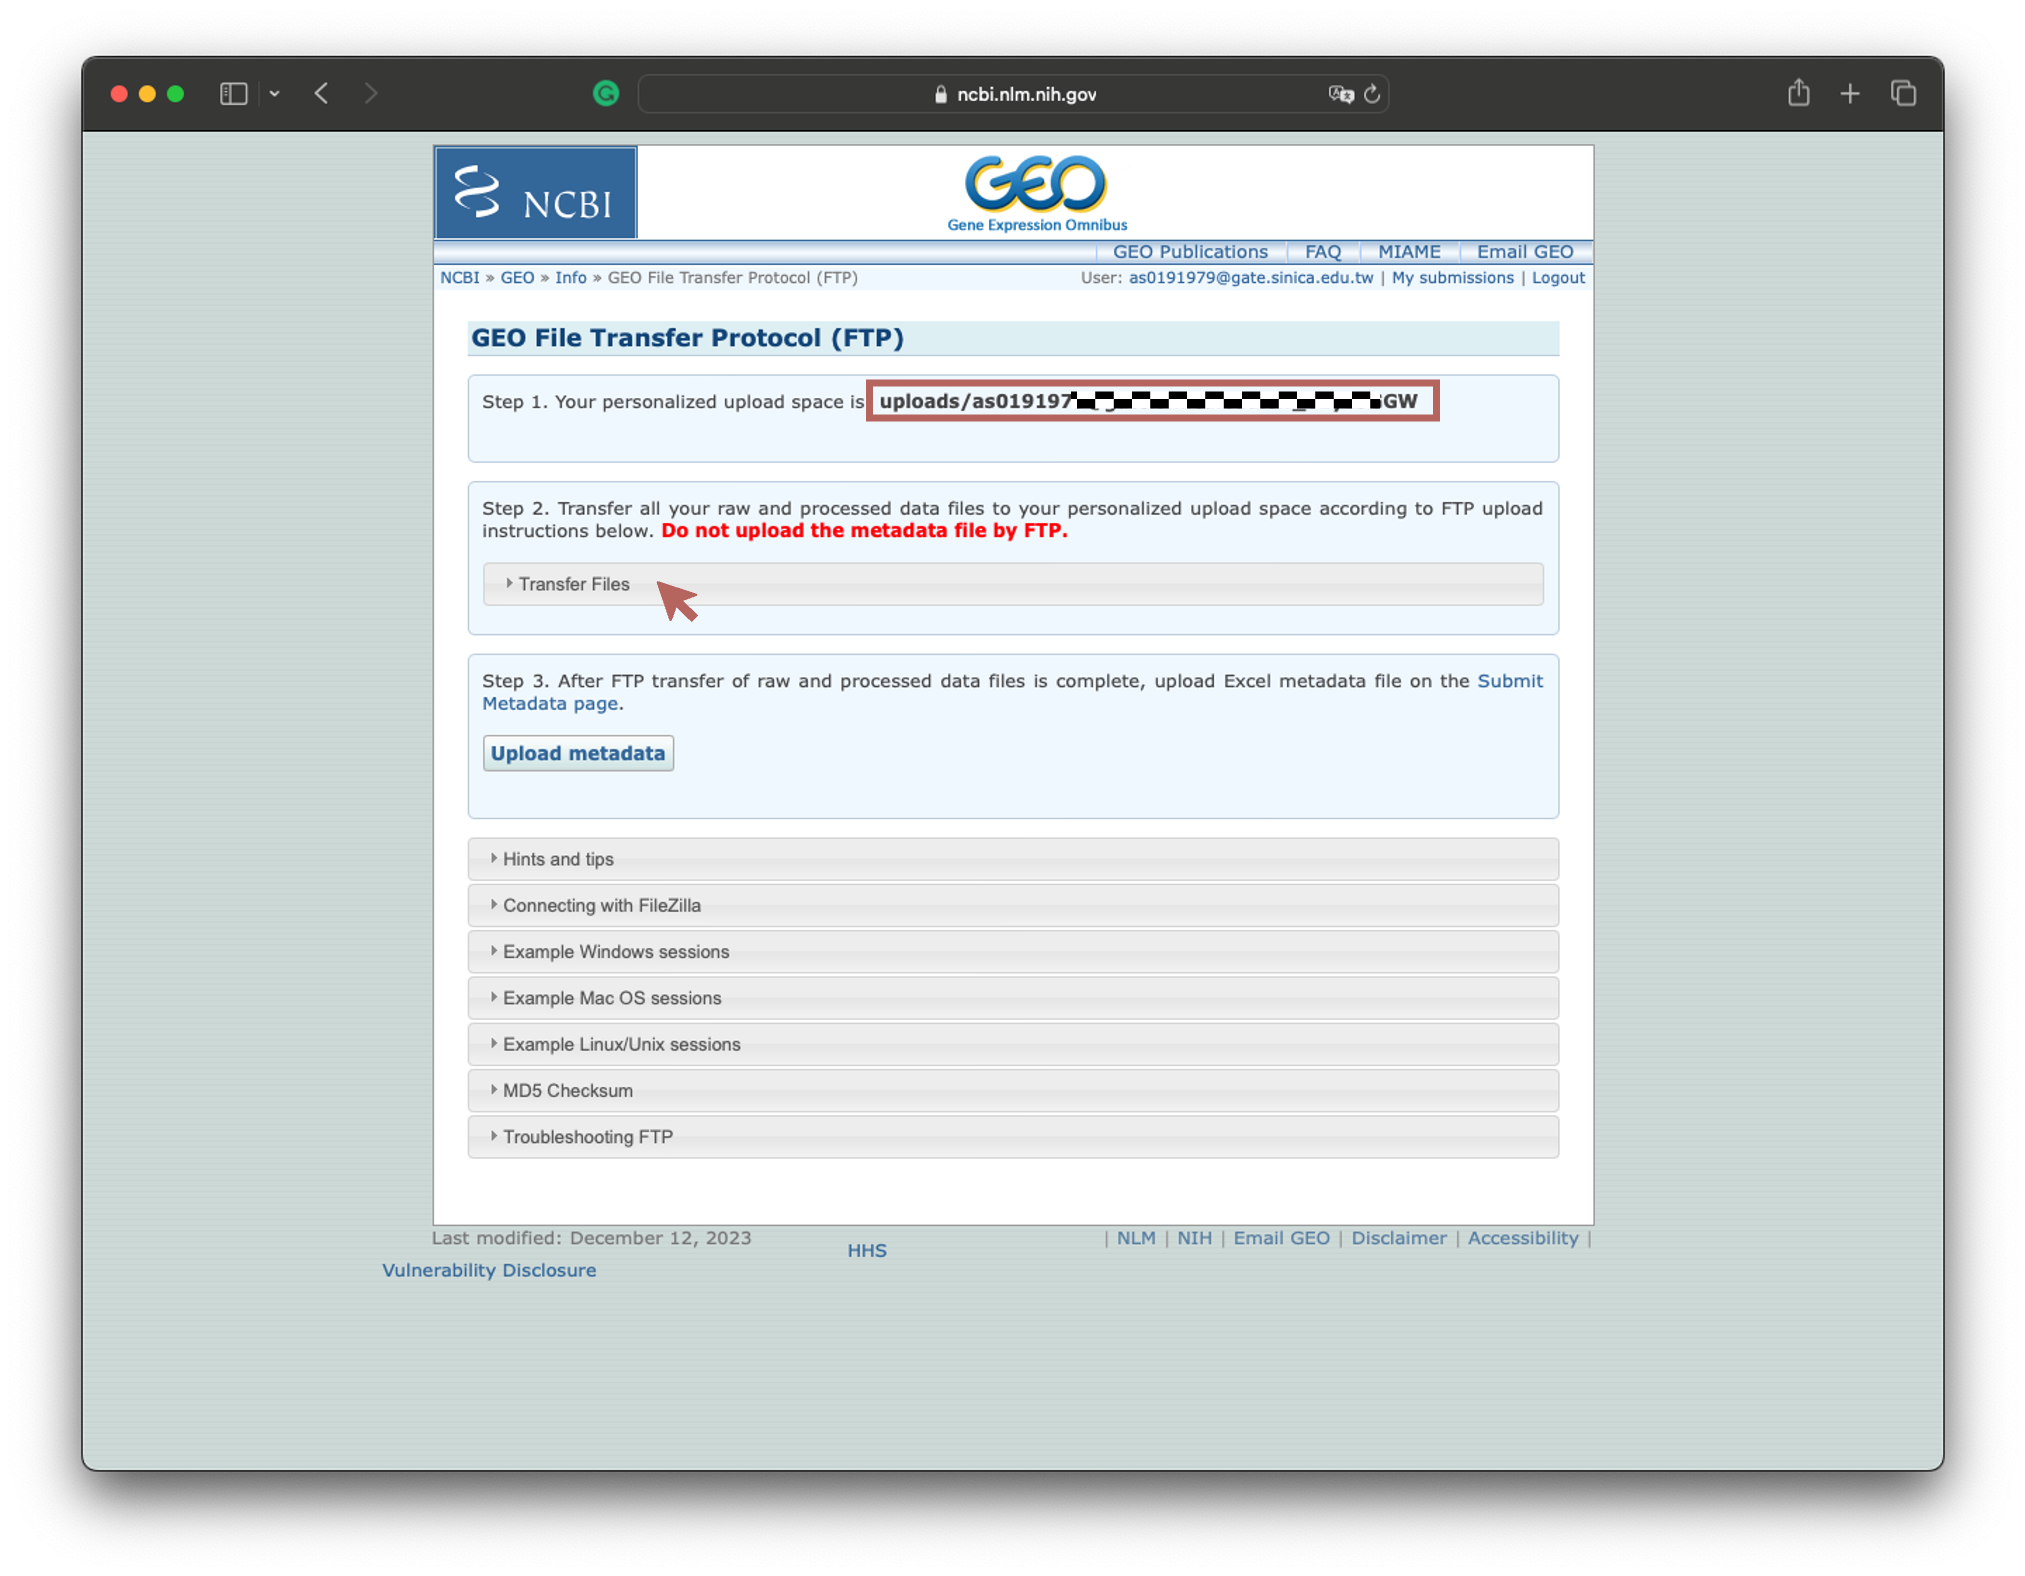 ncbi.nlm.nih.gov
NCBI
GEO
Gene Expression Omnibus
GEO Publications FAQ MIAME Email GEO
NCBI » GEO » Info » GEO File Transfer Protocol (FTP) User: as0191979@gate.sinica.edu.tw | My submissions | Logout
GEO File Transfer Protocol (FTP)
Step 1. Your personalized upload space is
Step 2. Transfer all your raw and processed data files to your personalized upload space according to FTP upload
instructions below. Do not upload the metadata file by FTP.
Transfer Files
Step 3. After FTP transfer of raw and processed data files is complete, upload Excel metadata file on the Submit
Metadata page.
Upload metadata
Hints and tips
Connecting with FileZilla
Example Windows sessions
Example Mac OS sessions
Example Linux/Unix sessions
MD5 Checksum
Troubleshooting FTP
Last modified: December 12, 2023
| NLM | NIH | Email GEO | Disclaimer | Accessibility |
HHS
Vulnerability Disclosure